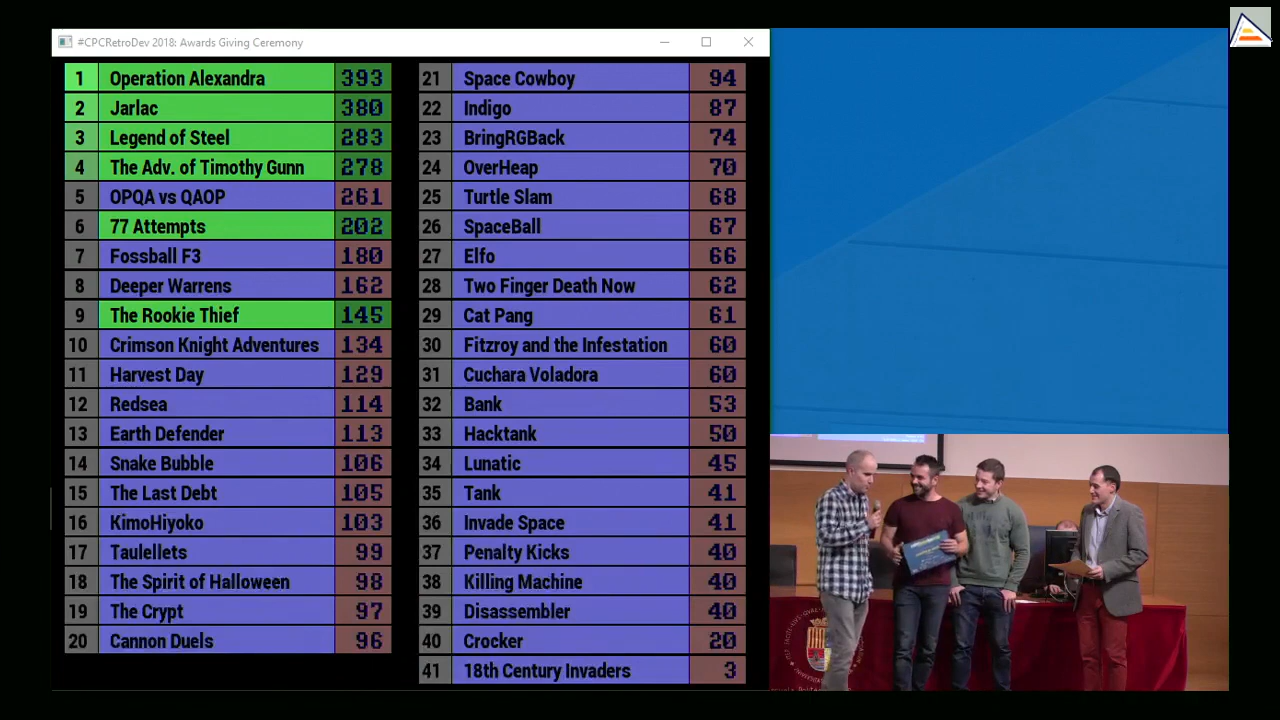 #CPCRetroDev 2018: Awards Giving Ceremony
1 Operation Alexandra 393
2 Jarlac 380
3 Legend of Steel 283
4 The Adv. of Timothy Gunn 278
5 OPQA vs QAOP 261
6 77 Attempts 202
7 Fossball F3 180
8 Deeper Warrens 162
9 The Rookie Thief 145
10 Crimson Knight Adventures 134
11 Harvest Day 129
12 Redsea 114
13 Earth Defender 113
14 Snake Bubble 106
15 The Last Debt 105
16 KimoHiyoko 103
17 Taulellets 99
18 The Spirit of Halloween 98
19 The Crypt 97
20 Cannon Duels 96
21 Space Cowboy 94
22 Indigo 87
23 BringRGBack 74
24 OverHeap 70
25 Turtle Slam 68
26 SpaceBall 67
27 Elfo 66
28 Two Finger Death Now 62
29 Cat Pang 61
30 Fitzroy and the Infestation 60
31 Cuchara Voladora 60
32 Bank 53
33 Hacktank 50
34 Lunatic 45
35 Tank 41
36 Invade Space 41
37 Penalty Kicks 40
38 Killing Machine 40
39 Disassembler 40
40 Crocker 20
41 18th Century Invaders 3